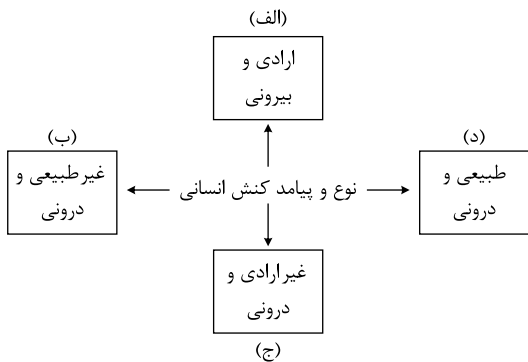 (الف)
ارادی و
بیرونی
(د)
طبیعی و
درونی
نوع و پیامد کنش انسانی
(ب)
غیرطبیعی و
درونی
غیرارادی و
درونی
(ج)